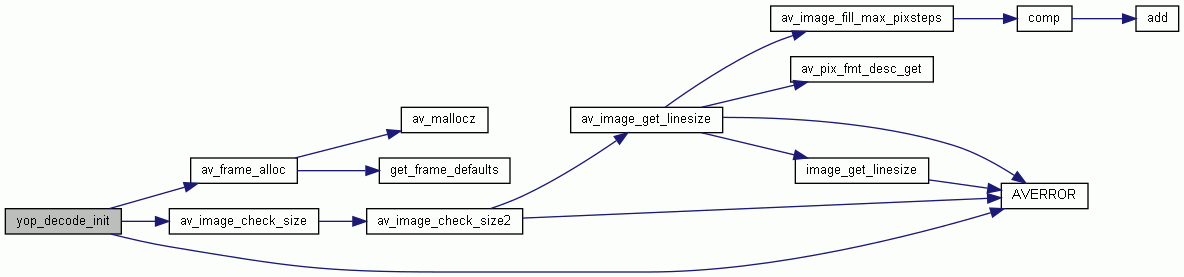 av_image_fill_max_pixsteps
comp
add
av_pix_fmt_desc_get
av_mallocz
av_image_get_linesize
av_frame_alloc
get_frame_defaults
image_get_linesize
AVERROR
yop_decode_init
av_image_check_size
av_image_check_size2